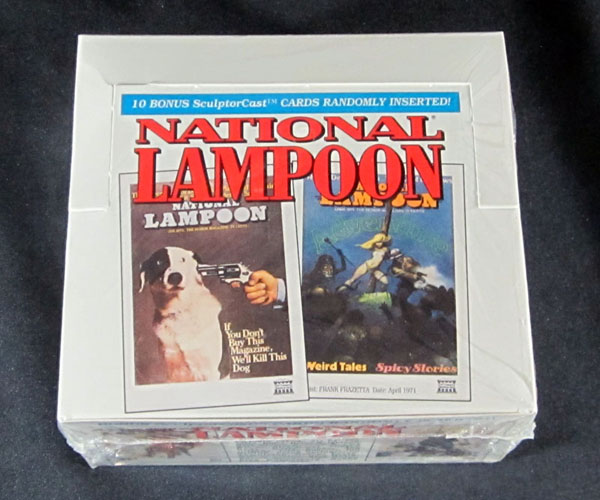 10 BONUS SculptorCast™ CARDS RANDOMLY INSERTED!
NATIONAL®
LAMPOON
NATIONAL
LAMPOON
If
You Don't
Buy This
Magazine,
We'll Kill This
Dog
LAMPOON
Weird Tales Spicy Stories
FRANK FRAZETTA Date: April 1971
LAMPOON